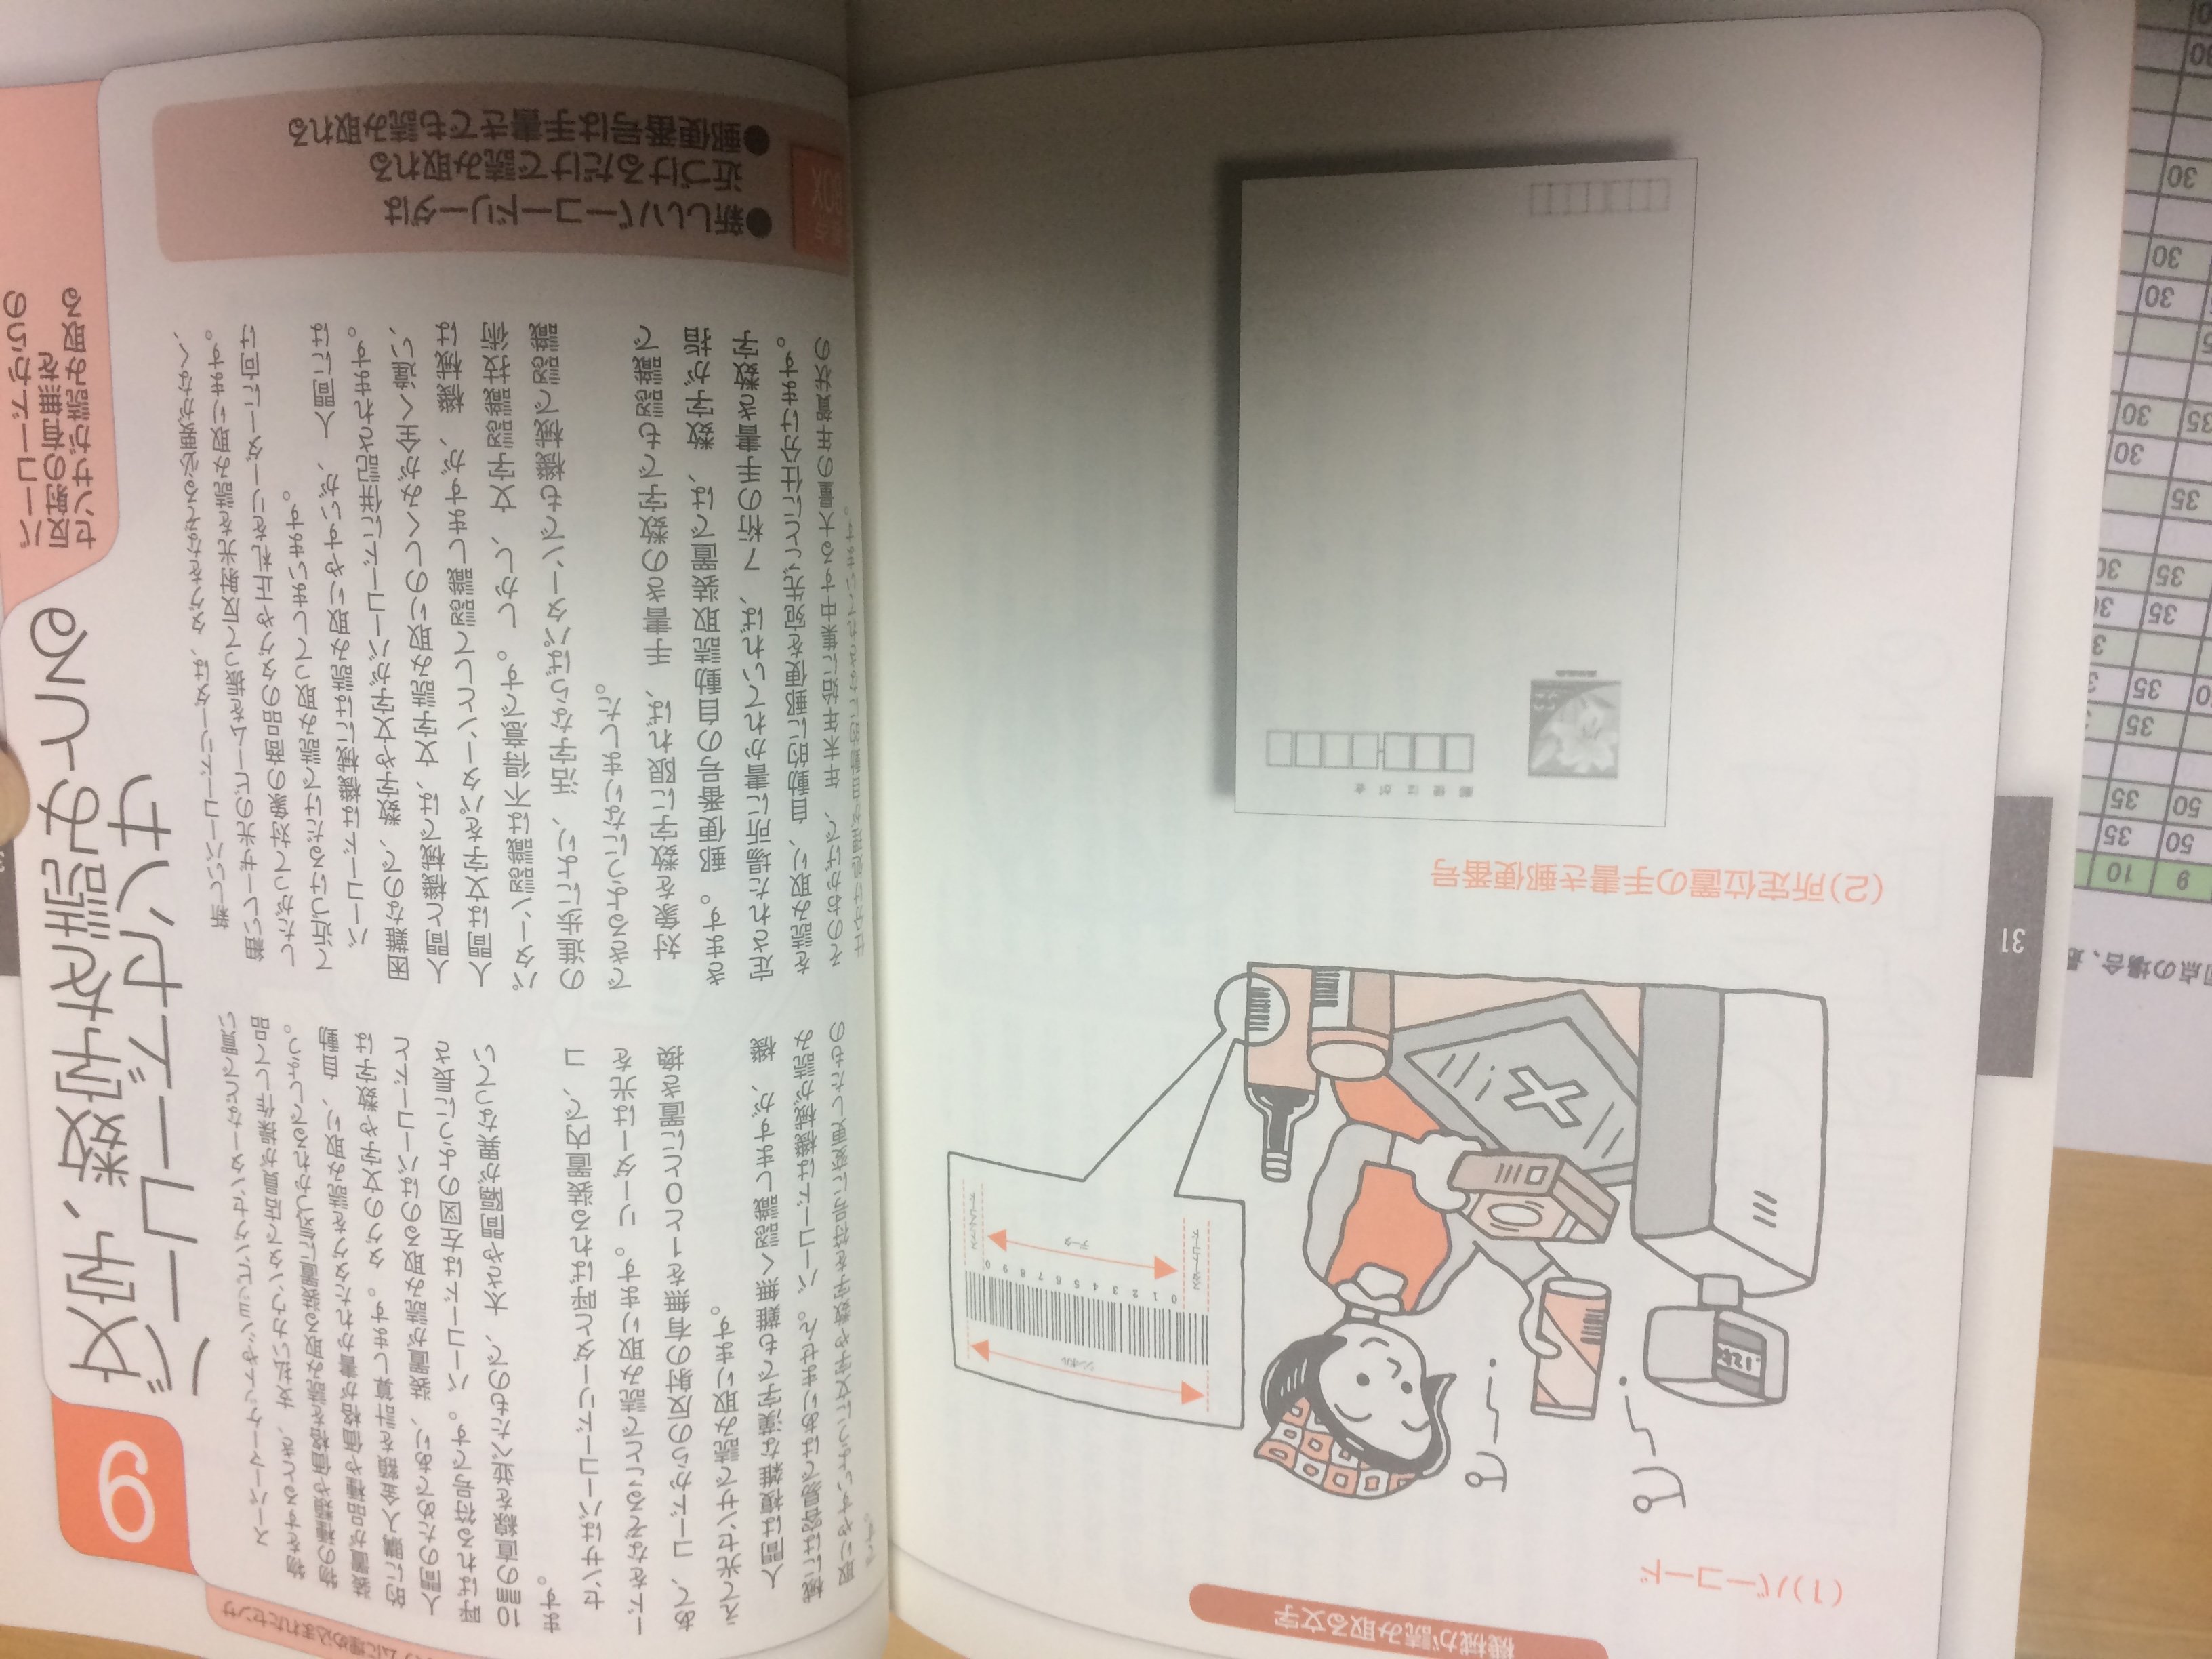 ムに埋め込まれたセンサ
9
文字、数字を読みとる
バーコードセンサ
バーコードからの
反射の有無を
センサが読み取る
スーパーマーケットやショッピングセンターなどで買い
物をするとき、支払いカウンタで店員が操作して品
物の種類や価格を読み取る装置に気づかれるでしょう。
装置が品種や価格が書かれたタグを読み取り、自動
的に購入金額を計算します。タグの文字や数字は
人間のためであり、装置が読み取るのはバーコードと
呼ばれる符号です。バーコードは左図のように長さ
10mmの直線を並べたもので、太さや間隔が異なってい
ます。
センサはバーコードリーダと呼ばれる装置内で、コ
ードをなぞることで読み取ります。リーダーは光を
あて、コードからの反射の有無を1と0とに置き換
えて光センサで読み取ります。
人間は複雑な漢字でも難無く認識しますが、機
械には容易ではありません。バーコードは機械が読み
取りやすいように文字や数字を符号に変更したもの
です。
新しいバーコードリーダは、タグをなぞる必要がなく、
細いレーザ光のビームを振って反射光を読み取ります。
したがって対象の商品のタグや正札をリーダーに向け
て近づけるだけで読み取ってしまいます。
バーコードは機械には読み取りやすいが、人間には
困難なので、数字や文字がバーコードに併記されます。
人間と機械では、文字読み取りのしくみが全く違い、
人間は文字をパターンとして認識しますが、機械は
パターン認識は不得意です。しかし、文字認識技術
の進歩により、活字ならばパターンでも機械で認識
できるようになりました。
対象を数字に限れば、手書きの数字でも認識で
きます。郵便番号の自動読取装置では、数字が指
定された場所に書かれていれば、7桁の手書き数字
を読み取り、自動的に郵便を宛先ごとに仕分けます。
そのおかげで、年末年始に集中する大量の年賀状の
仕分け処理が自動的になされています。
BOX
●新しいバーコードリーダは
近づけるだけで読み取れる
●郵便番号は手書きでも読み取れる
機械が読み取る文字
(1)バーコード
ピ
ピ
シンボル
0 1 2 3 4 5 6 7 8 9 0
スタートコード
データ
ストップコード
(2)所定位置の手書き郵便番号
郵便はがき
52
31
点の場合、最
9 10
50 35
50 35
35
35
35
35
35
30
35 30
30
30
30